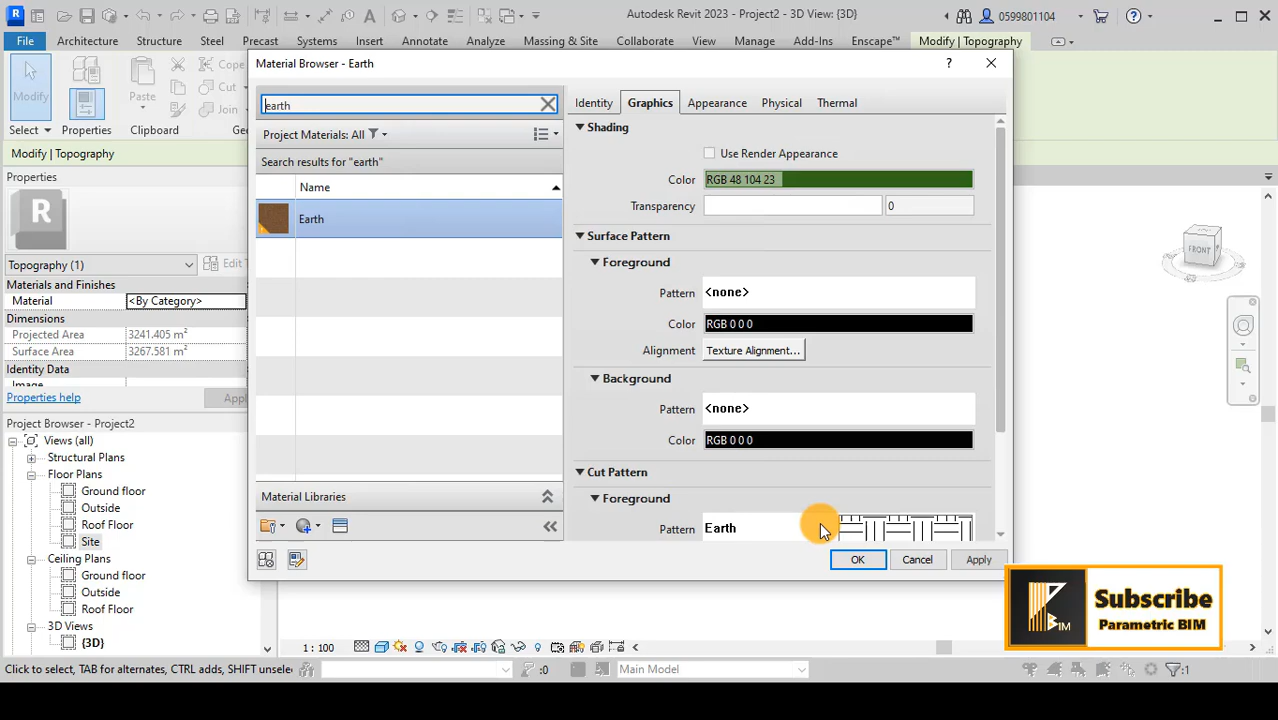 Autodesk Revit 2023 - Project2 - 3D View: {3D}
0599801104
File Architecture Structure Steel Precast Systems Insert Annotate Analyze Massing & Site Collaborate View Manage Add-Ins Enscape™ Modify | Topography
Modify
Select
Properties
Paste
Clipboard
Cope
Cut
Join
Modify | Topography
Material Browser - Earth
earth
Project Materials: All
Search results for "earth"
Name
Earth
Material Libraries
Identity Graphics Appearance Physical Thermal
Shading
Use Render Appearance
Color RGB 48 104 23
Transparency 0
Surface Pattern
Foreground
Pattern <none>
Color RGB 0 0 0
Alignment Texture Alignment...
Background
Pattern <none>
Color RGB 0 0 0
Cut Pattern
Foreground
Pattern Earth
OK Cancel Apply
Properties
Topography (1)
Materials and Finishes
Material <By Category>
Dimensions
Projected Area 3241.405 m²
Surface Area 3267.581 m²
Identity Data
Image
Properties help
Project Browser - Project2
Views (all)
Structural Plans
Floor Plans
Ground floor
Outside
Roof Floor
Site
Ceiling Plans
Ground floor
Outside
Roof Floor
3D Views
{3D}
FRONT
Subscribe
Parametric BIM
BIM
1 : 100
Click to select, TAB for alternates, CTRL adds, SHIFT unselec
:0
Main Model
:1